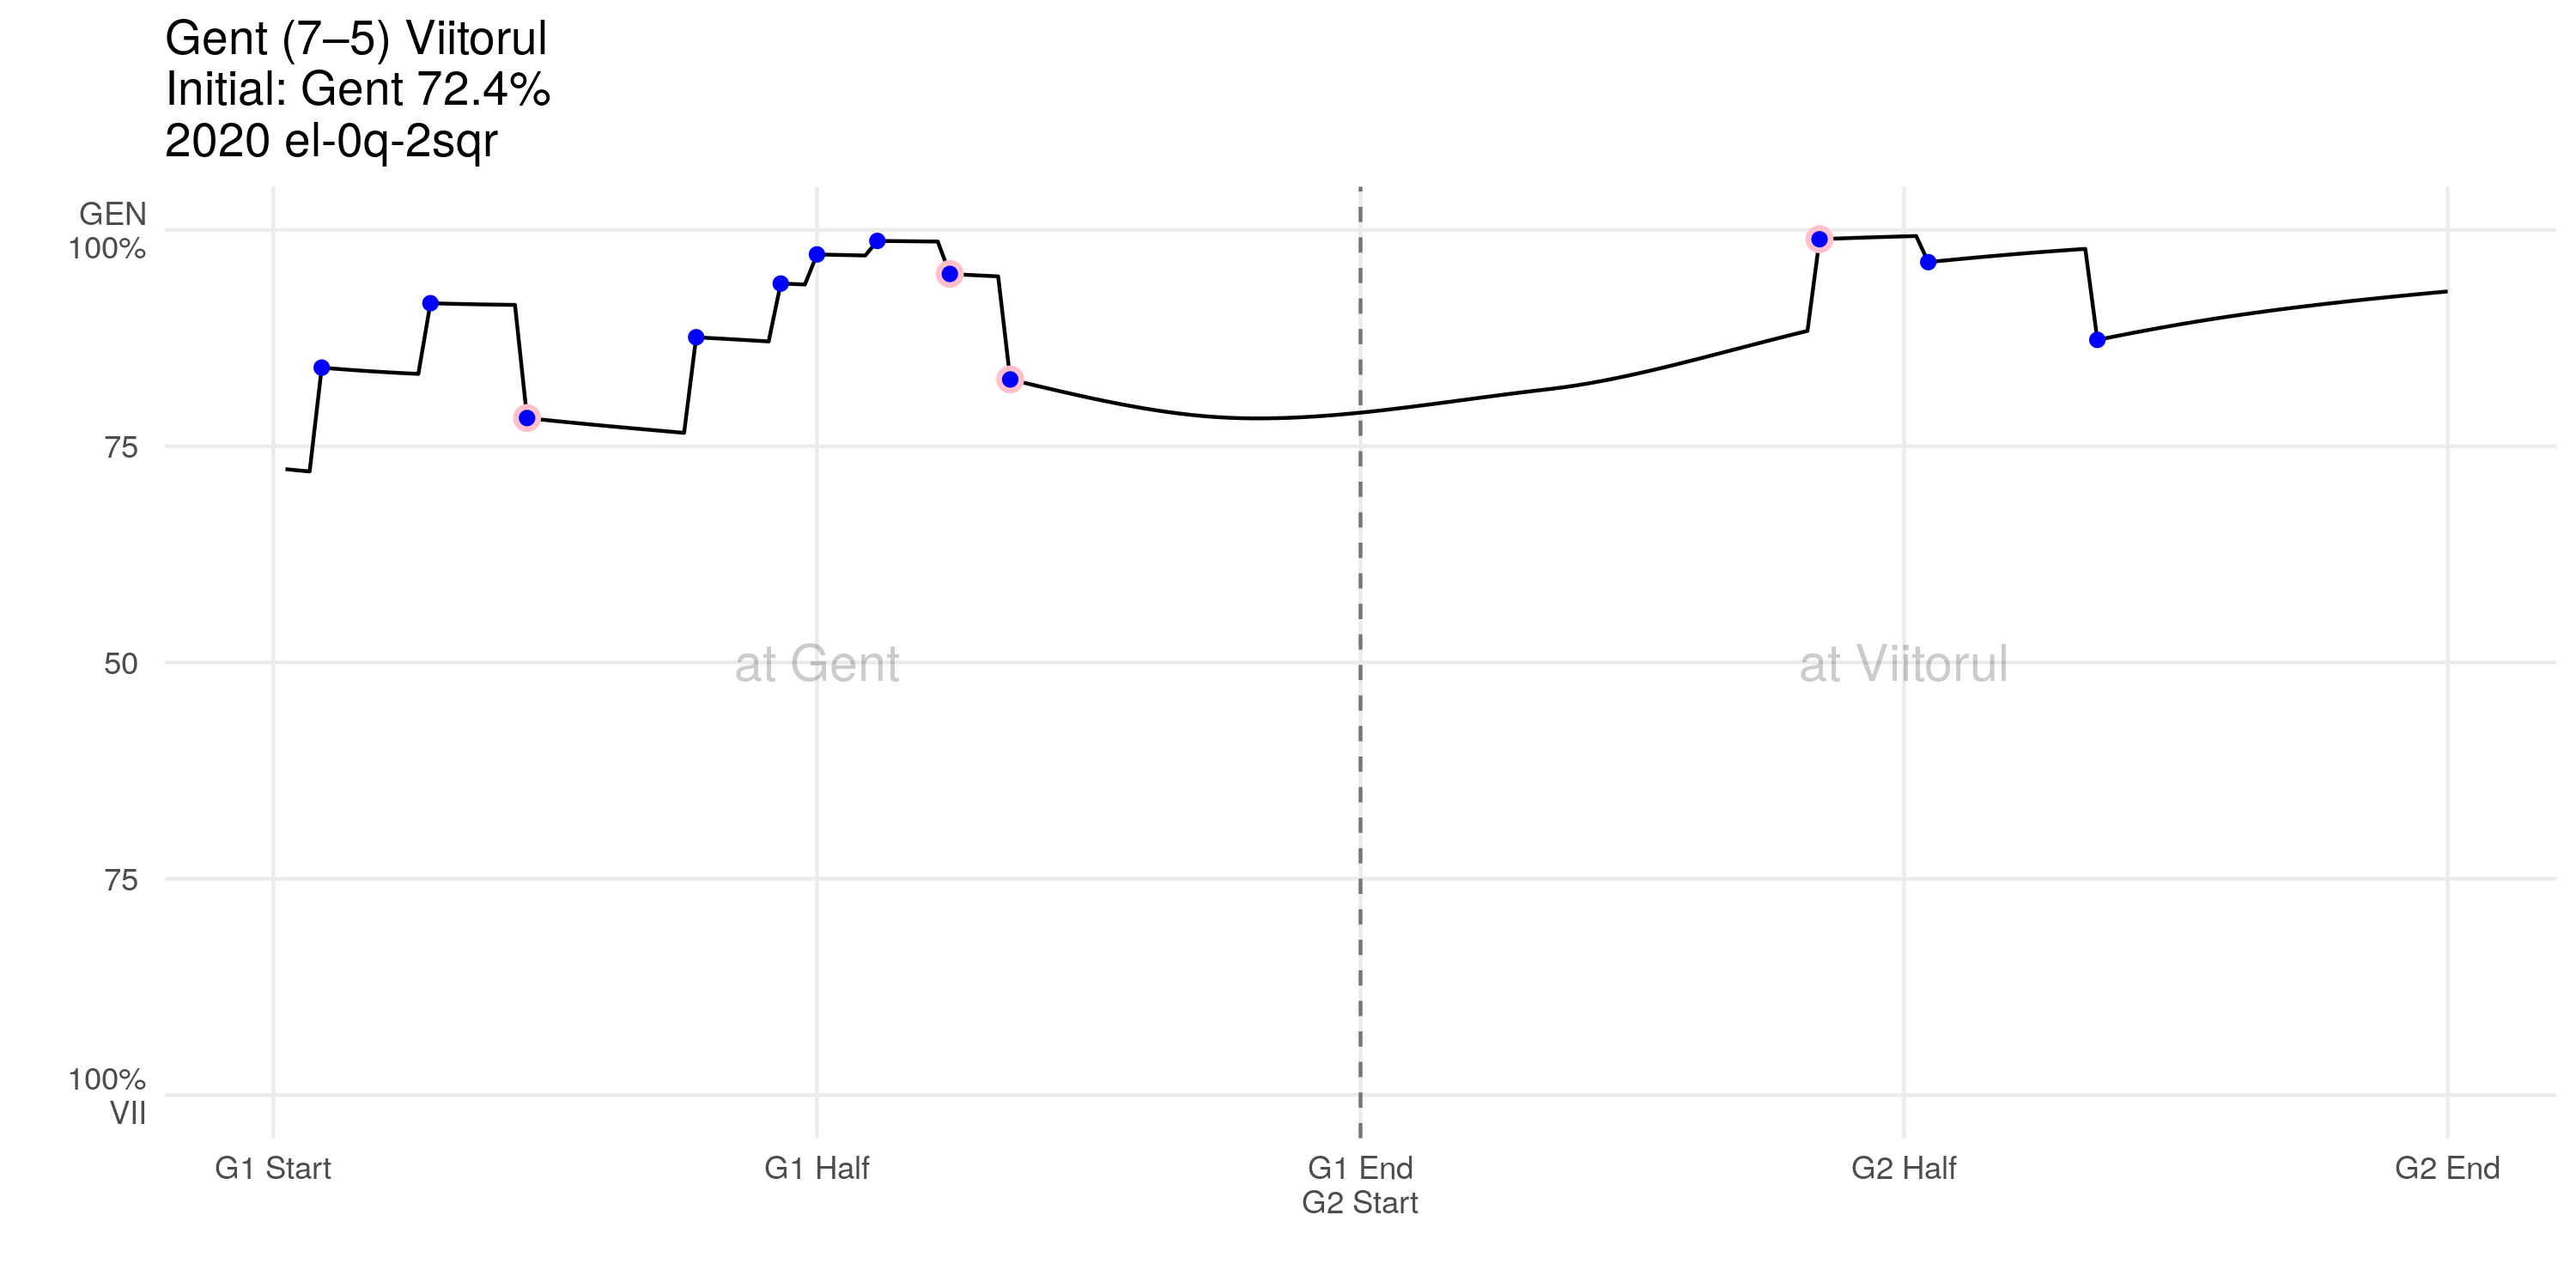 Gent (7–5) Viitorul
Initial: Gent 72.4%
2020 el-0q-2sqr
GEN
100%
75
50
75
100%
VII
at Gent
at Viitorul
G1 Start
G1 Half
G1 End
G2 Start
G2 Half
G2 End